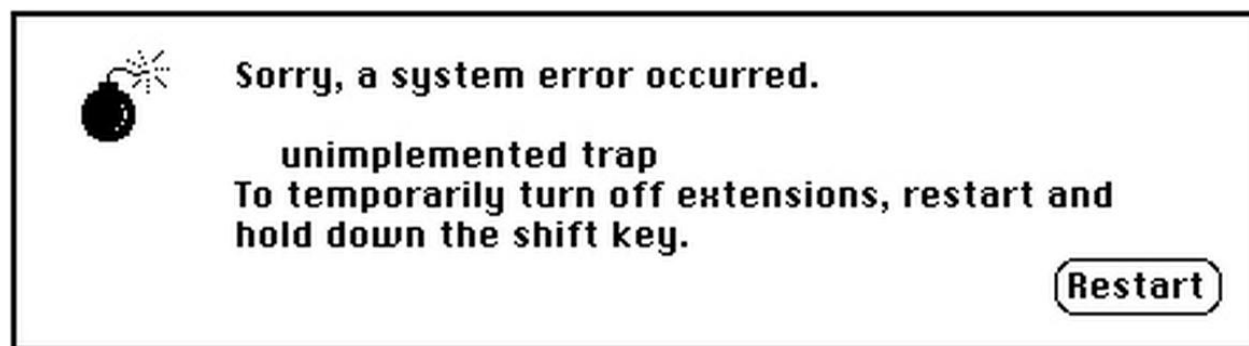 Sorry, a system error occurred.
unimplemented trap
To temporarily turn off extensions, restart and
hold down the shift key.
Restart